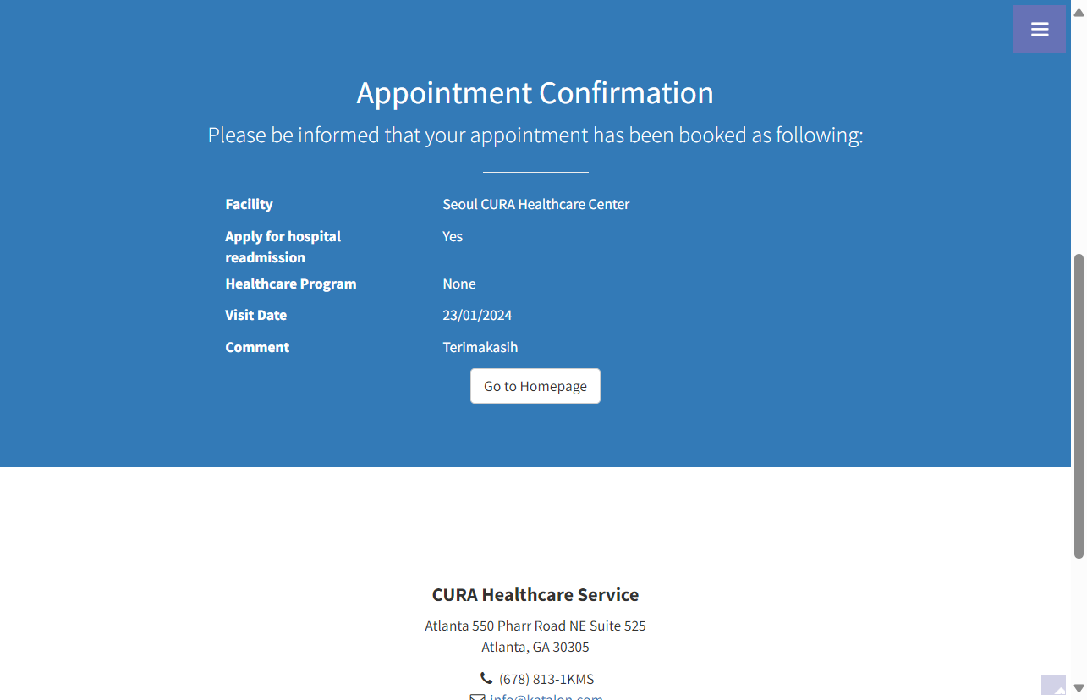 Appointment Confirmation
Please be informed that your appointment has been booked as following:
Facility
Seoul CURA Healthcare Center
Apply for hospital readmission
Yes
Healthcare Program
None
Visit Date
23/01/2024
Comment
Terimakasih
Go to Homepage
CURA Healthcare Service
Atlanta 550 Pharr Road NE Suite 525
Atlanta, GA 30305
(678) 813-1KMS
info@katalon.com